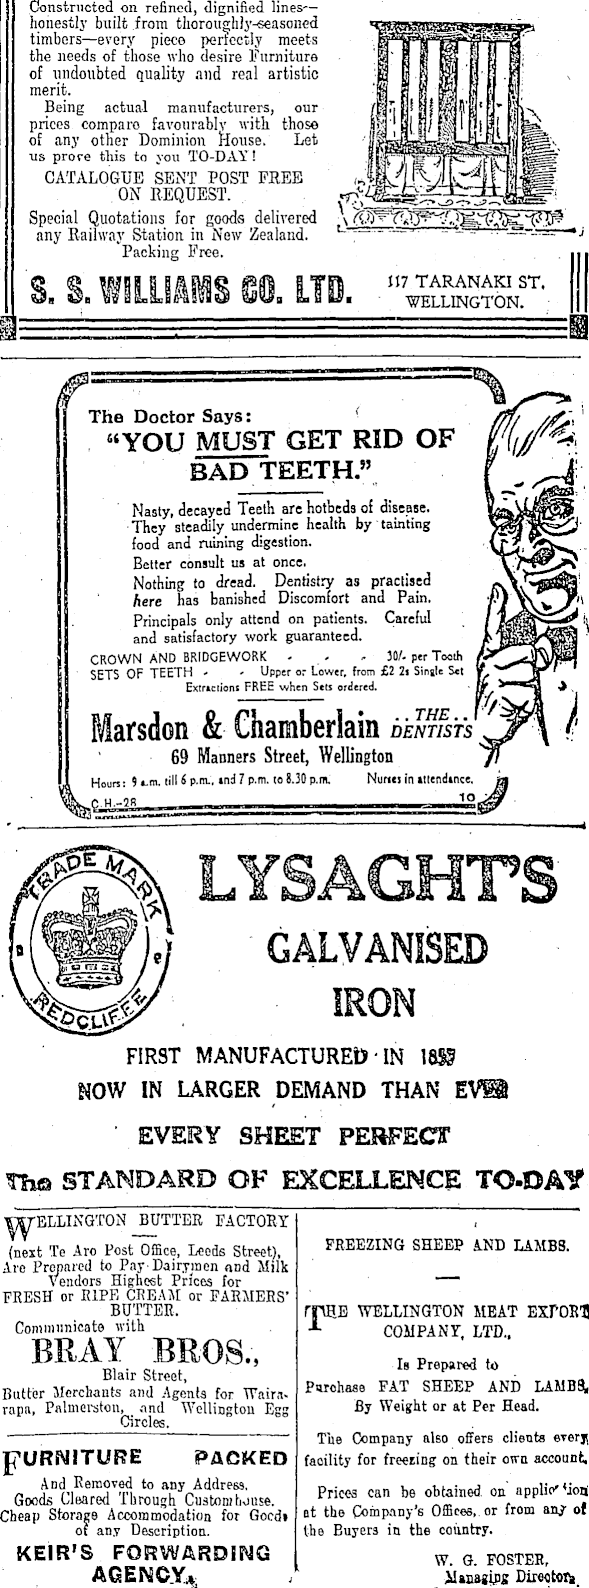 Constructed on refined, dignified lines—
honestly built from thoroughly-seasoned
timbers—every piece perfectly meets
the needs of those who desire Furniture
of undoubted quality and real artistic
merit.
Being actual manufacturers, our
prices compare favourably with those
of any other Dominion House. Let
us prove this to you TO-DAY!
CATALOGUE SENT POST FREE
ON REQUEST.
Special Quotations for goods delivered
any Railway Station in New Zealand.
Packing Free.
S. S. WILLIAMS CO. LTD.
117 TARANAKI ST,
WELLINGTON.
The Doctor Says:
"YOU MUST GET RID OF
BAD TEETH."
Nasty, decayed Teeth are hotbeds of disease.
They steadily undermine health by tainting
food and ruining digestion.
Better consult us at once.
Nothing to dread. Dentistry as practised
here has banished Discomfort and Pain.
Principals only attend on patients. Careful
and satisfactory work guaranteed.
CROWN AND BRIDGEWORK - - - 30/- per Tooth
SETS OF TEETH - - Upper or Lower, from £2 2s Single Set
Extractions FREE when Sets ordered.
Marsdon & Chamberlain ..THE..
DENTISTS
69 Manners Street, Wellington
Hours: 9 a.m. till 6 p.m., and 7 p.m. to 8.30 p.m. Nurses in attendance.
C.H.-28 10
TRADE MARK
REDCLIFFE
LYSAGHT'S
GALVANISED
IRON
FIRST MANUFACTURED IN
NOW IN LARGER DEMAND THAN EVER
EVERY SHEET PERFECT
The STANDARD OF EXCELLENCE TO-DAY
WELLINGTON BUTTER FACTORY
(next Te Aro Post Office, Leeds Street),
Are Prepared to Pay Dairymen and Milk
Vendors Highest Prices for
FRESH or RIPE CREAM or FARMERS'
BUTTER.
Communicate with
BRAY BROS.,
Blair Street,
Butter Merchants and Agents for Waira-
rapa, Palmerston, and Wellington Egg
Circles.
FURNITURE PACKED
And Removed to any Address.
Goods Cleared Through Customhouse.
Cheap Storage Accommodation for Goods
of any Description.
KEIR'S FORWARDING
AGENCY,
FREEZING SHEEP AND LAMBS.
THE WELLINGTON MEAT EXPORT
COMPANY, LTD.,
Is Prepared to
Purchase FAT SHEEP AND LAMBS,
By Weight or at Per Head.
The Company also offers clients every
facility for freezing on their own account.
Prices can be obtained on application
at the Company's Offices, or from any of
the Buyers in the country.
W. G. FOSTER,
Managing Director.